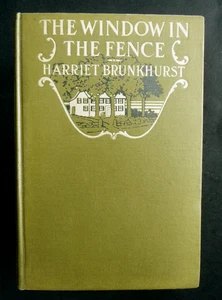 THE WINDOW IN
THE FENCE
HARRIET BRUNKHURST